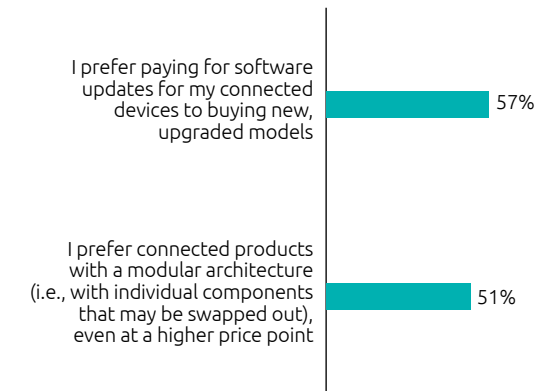 I prefer paying for software
updates for my connected
devices to buying new,
upgraded models
57%
I prefer connected products
with a modular architecture
(i.e., with individual components
that may be swapped out),
even at a higher price point
51%